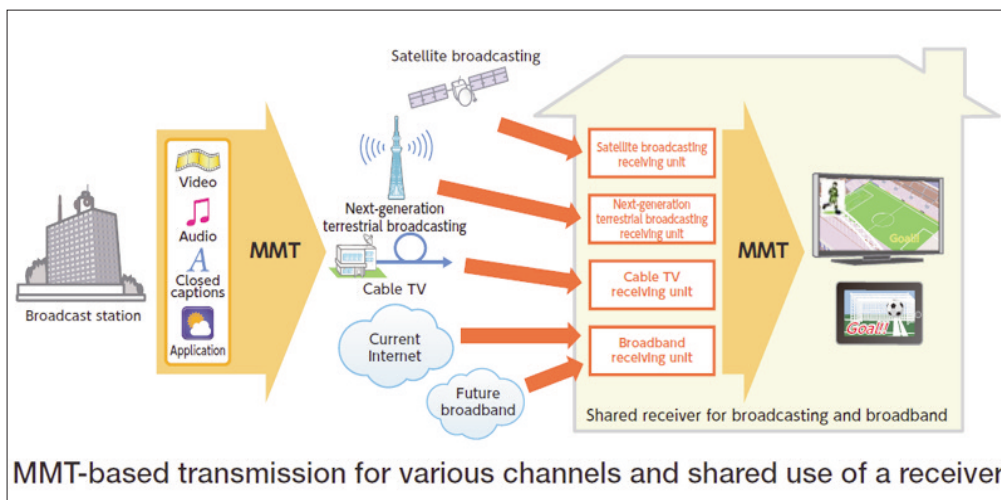 Satellite broadcasting
Video
Audio
A
Closed
captions
Application
Broadcast station
MMT
Next-generation
terrestrial broadcasting
Cable TV
Current
Internet
Future
broadband
Satellite broadcasting
receiving unit
Next-generation
terrestrial broadcasting
receiving unit
Cable TV
receiving unit
Broadband
receiving unit
MMT
Goal!!
Goal!!
Shared receiver for broadcasting and broadband
MMT-based transmission for various channels and shared use of a receiver